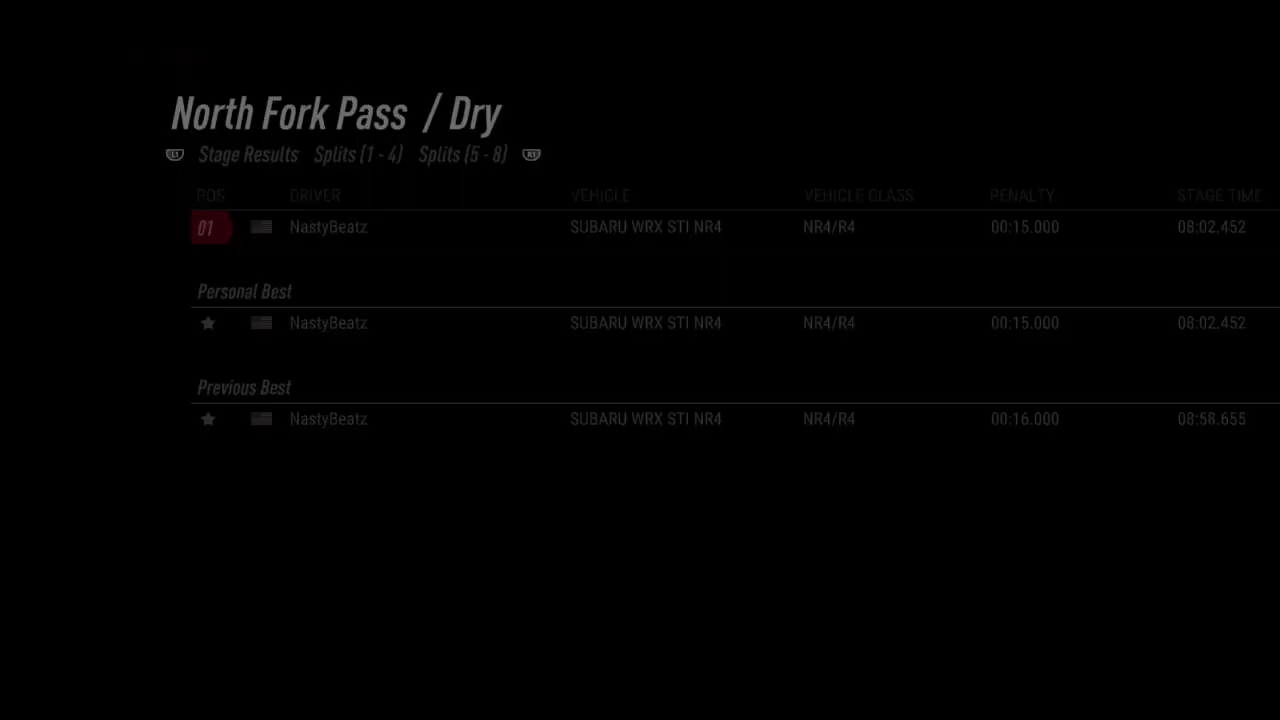 North Fork Pass / Dry
L1 Stage Results Splits (1 - 4) Splits (5 - 8) R1
POS DRIVER VEHICLE VEHICLE CLASS PENALTY STAGE TIME
01 NastyBeatz SUBARU WRX STI NR4 NR4/R4 00:15.000 08:02.452
Personal Best
NastyBeatz SUBARU WRX STI NR4 NR4/R4 00:15.000 08:02.452
Previous Best
NastyBeatz SUBARU WRX STI NR4 NR4/R4 00:16.000 08:58.655